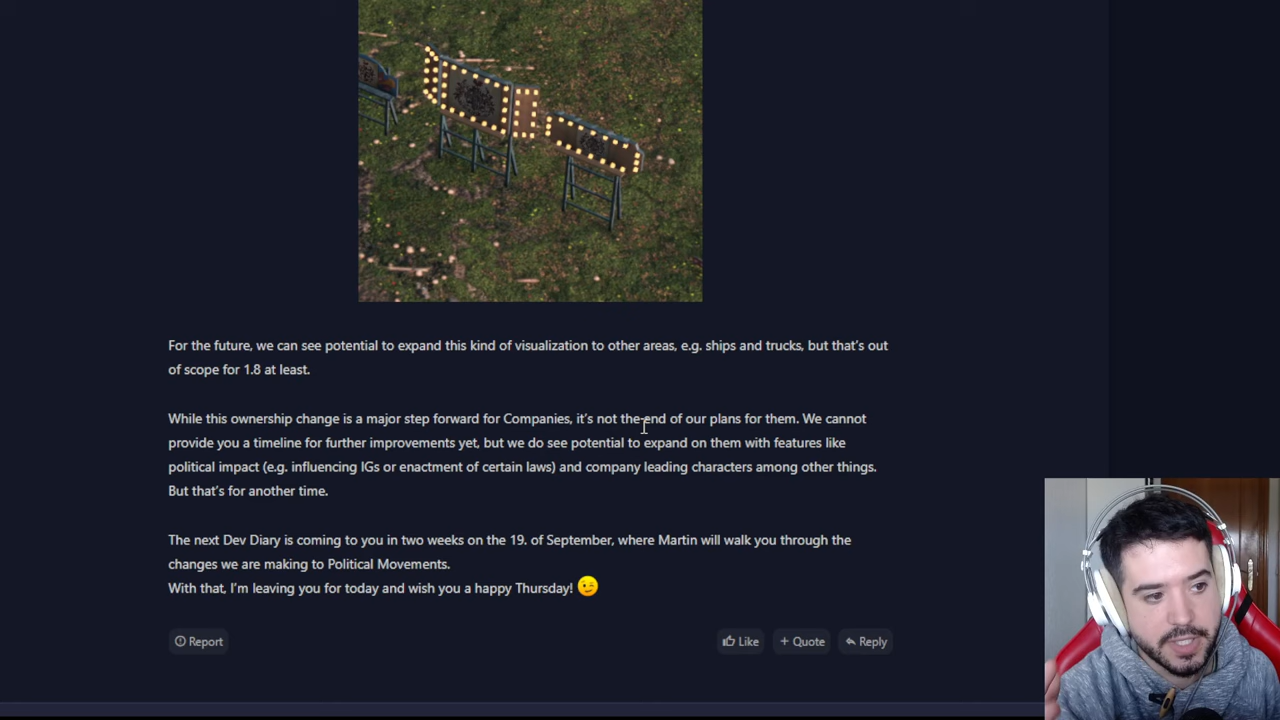 For the future, we can see potential to expand this kind of visualization to other areas, e.g. ships and trucks, but that's out
of scope for 1.8 at least.
While this ownership change is a major step forward for Companies, it's not the end of our plans for them. We cannot
provide you a timeline for further improvements yet, but we do see potential to expand on them with features like
political impact (e.g. influencing IGs or enactment of certain laws) and company leading characters among other things.
But that's for another time.
The next Dev Diary is coming to you in two weeks on the 19. of September, where Martin will walk you through the
changes we are making to Political Movements.
With that, I'm leaving you for today and wish you a happy Thursday! 😉
Report
Like
+ Quote
Reply